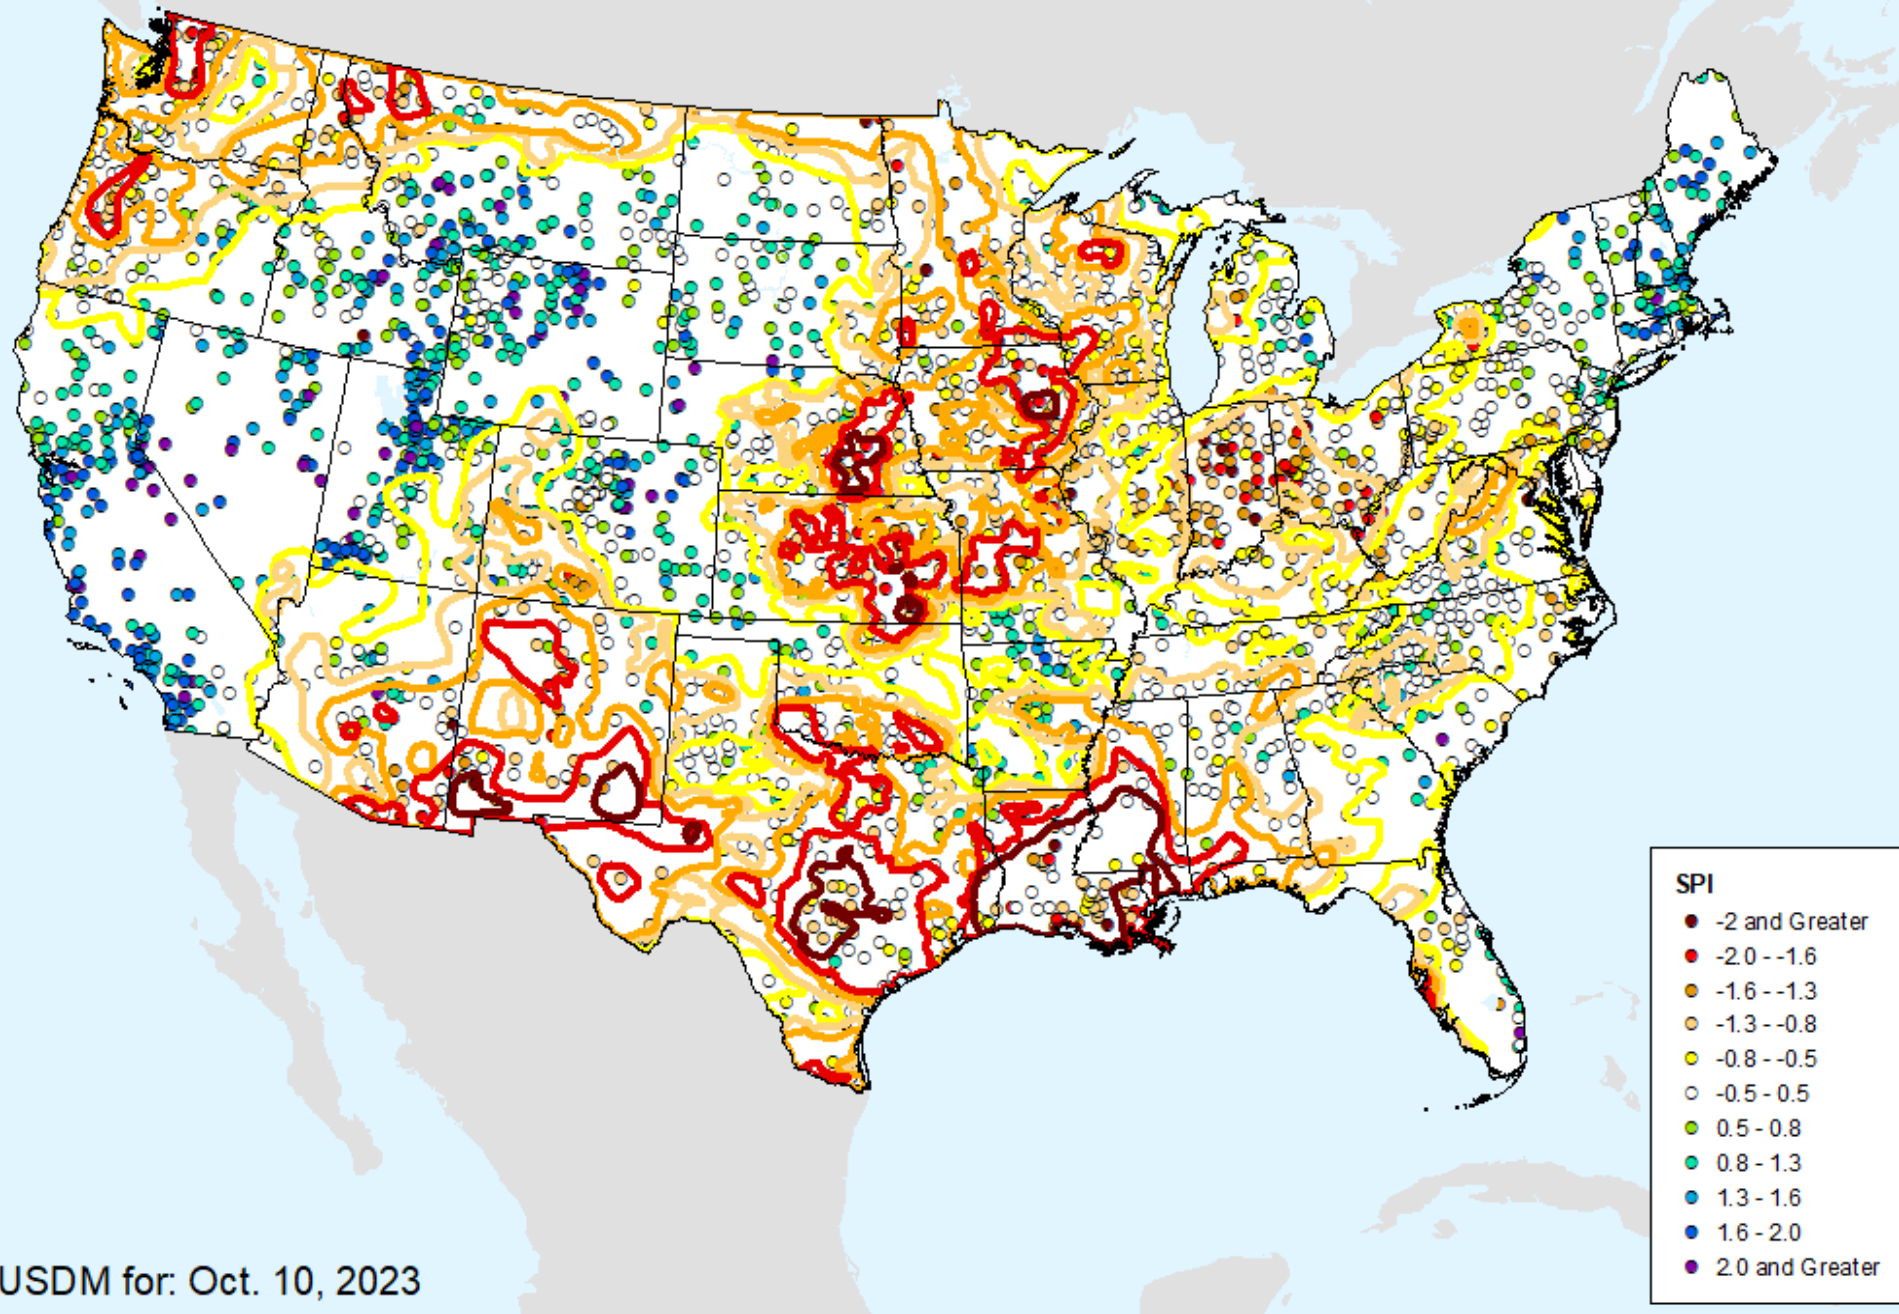 SPI
-2 and Greater
-2.0 - -1.6
-1.6 - -1.3
-1.3 - -0.8
-0.8 - -0.5
-0.5 - 0.5
0.5 - 0.8
0.8 - 1.3
1.3 - 1.6
1.6 - 2.0
2.0 and Greater
USDM for: Oct. 10, 2023